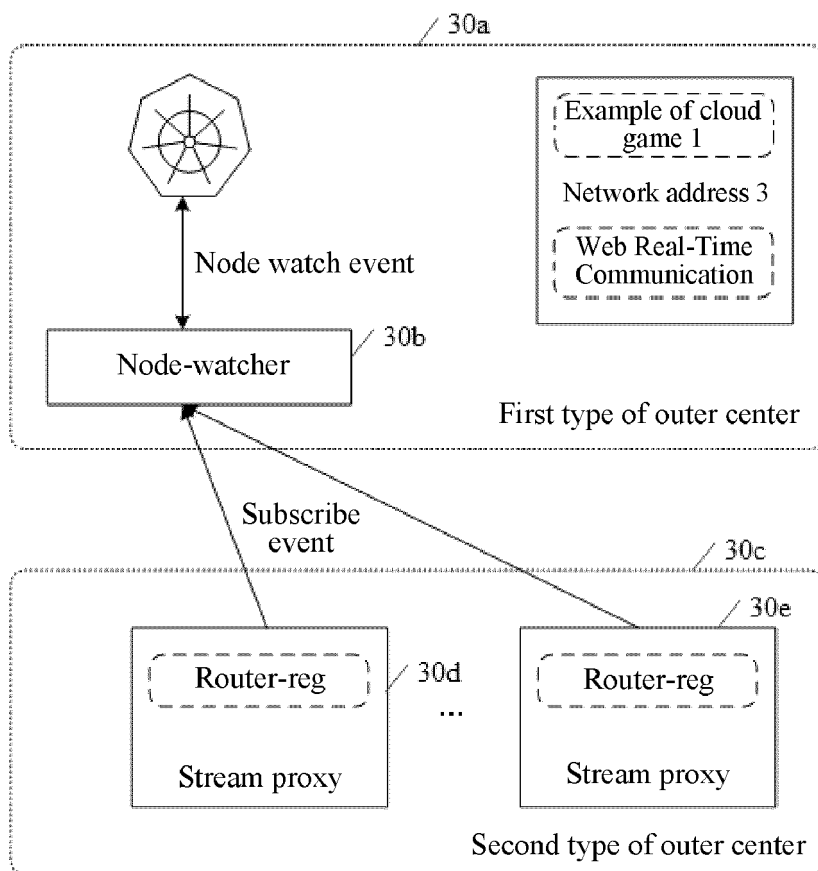 30a
Example of cloud
game 1
Network address 3
Web Real-Time
Communication
Node watch event
30b
Node-watcher
First type of outer center
Subscribe
event
30c
30e
Router-reg
30d
Router-reg
...
Stream proxy
Stream proxy
Second type of outer center